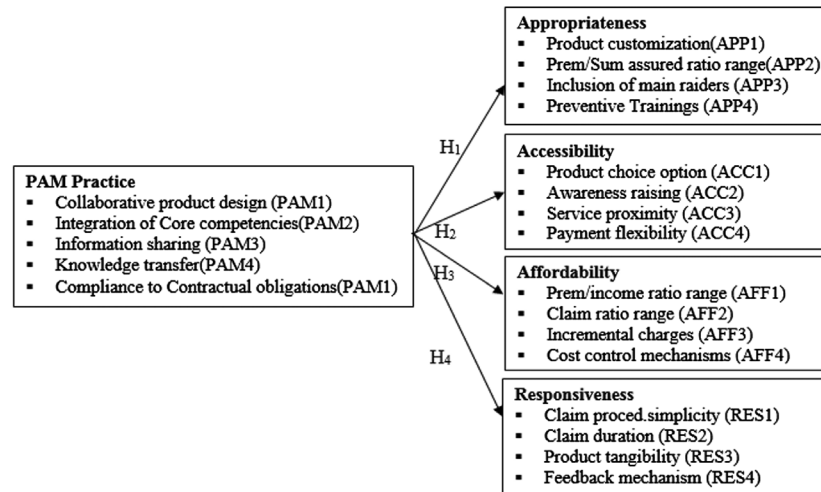 PAM Practice
▪ Collaborative product design (PAM1)
▪ Integration of Core competencies(PAM2)
▪ Information sharing (PAM3)
▪ Knowledge transfer(PAM4)
▪ Compliance to Contractual obligations(PAM1)
H1
H2
H3
H4
Appropriateness
▪ Product customization(APP1)
▪ Prem/Sum assured ratio range(APP2)
▪ Inclusion of main raiders (APP3)
▪ Preventive Trainings (APP4)
Accessibility
▪ Product choice option (ACC1)
▪ Awareness raising (ACC2)
▪ Service proximity (ACC3)
▪ Payment flexibility (ACC4)
Affordability
▪ Prem/income ratio range (AFF1)
▪ Claim ratio range (AFF2)
▪ Incremental charges (AFF3)
▪ Cost control mechanisms (AFF4)
Responsiveness
▪ Claim proced.simplicity (RES1)
▪ Claim duration (RES2)
▪ Product tangibility (RES3)
▪ Feedback mechanism (RES4)